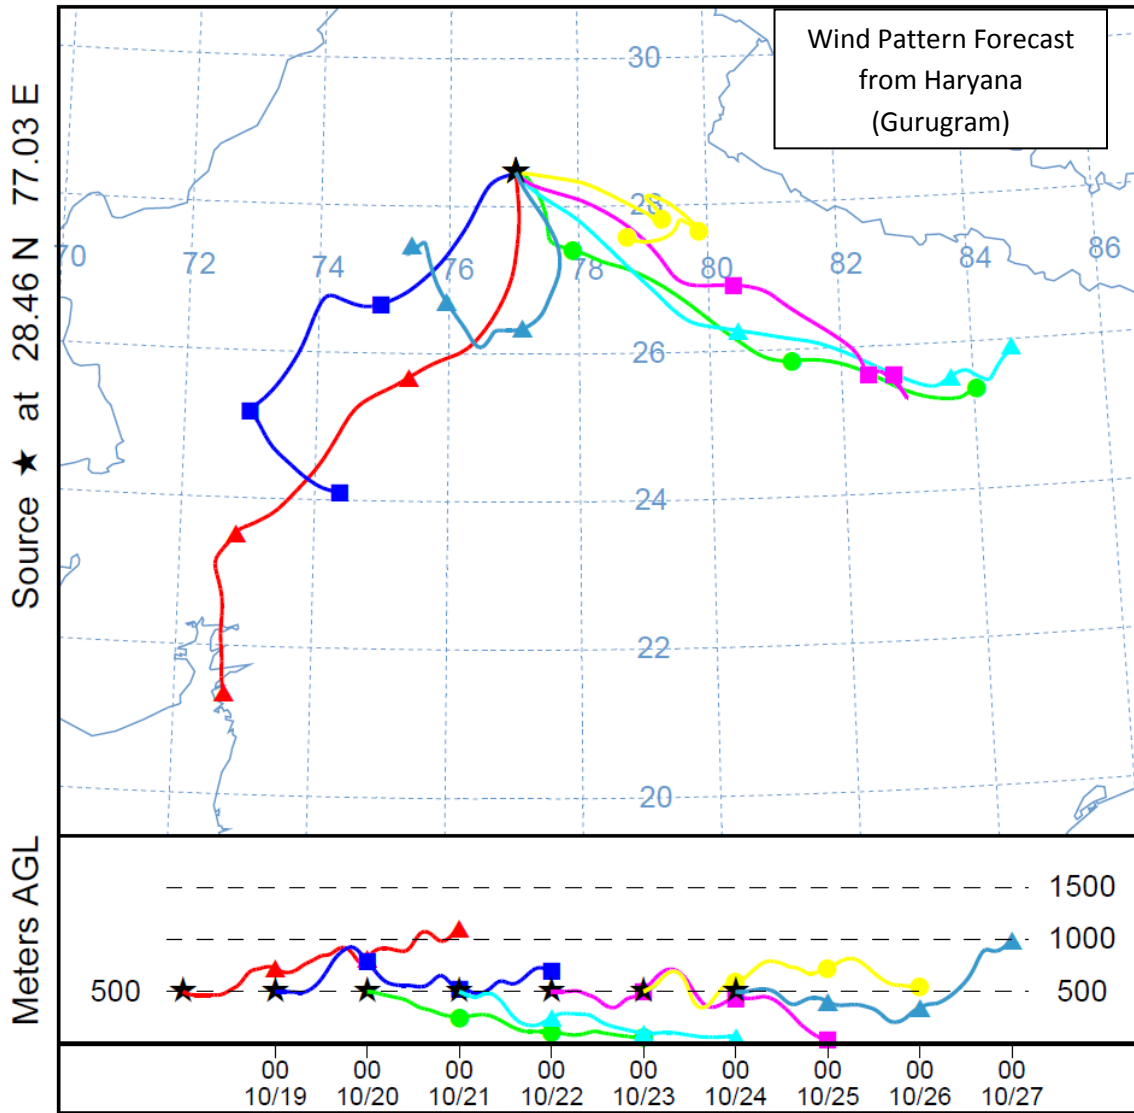 Wind Pattern Forecast
from Haryana
(Gurugram)
Source ★ at 28.46 N 77.03 E
30
28
70
72
74
76
78
80
82
84
86
26
24
22
20
Meters AGL
1500
1000
500
500
00 00 00 00 00 00 00 00 00
10/19 10/20 10/21 10/22 10/23 10/24 10/25 10/26 10/27